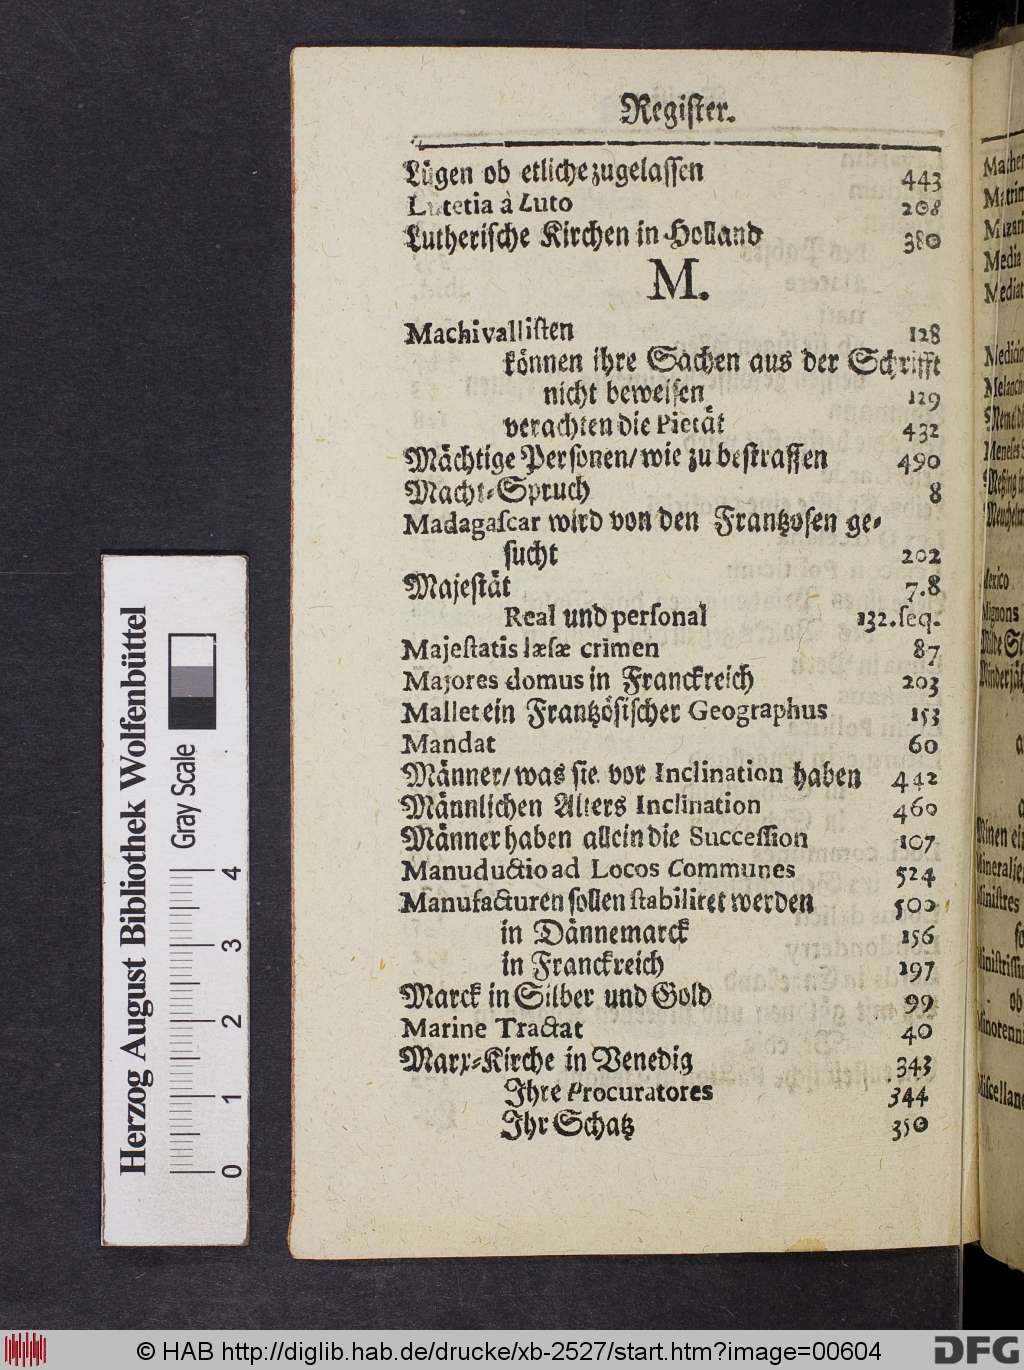 Regiſter.
Lügen ob etliche zugelaſſen 443
Lutetia à Luto 208
Lutheriſche Kirchen in Holland 380
M.
Machivalliſten 128
können ihre Sachen aus der Schrifft
nicht beweiſen 129
verachten die Pietät 432
Mächtige Perſonen/ wie zu beſtraffen 490
Macht-Spruch 8
Madagaſcar wird von den Frantzoſen ge-
ſucht 202
Majeſtät 7.8
Real und perſonal 132. ſeq.
Majeſtatis læſæ crimen 87
Majores domus in Franckreich 203
Mallet ein Frantzöſiſcher Geographus 153
Mandat 60
Männer/ was ſie vor Inclination haben 442
Männlichen Alters Inclination 460
Männer haben allein die Succeſſion 107
Manuductio ad Locos Communes 524
Manufacturen ſollen ſtabiliret werden 500
in Dännemarck 156
in Franckreich 197
Marck in Silber und Gold 99
Marine Tractat 40
Marx-Kirche in Venedig 343
Ihre Procuratores 344
Ihr Schatz 350
Herzog August Bibliothek Wolfenbüttel
Gray Scale
0 1 2 3 4
© HAB http://diglib.hab.de/drucke/xb-2527/start.htm?image=00604
DFG